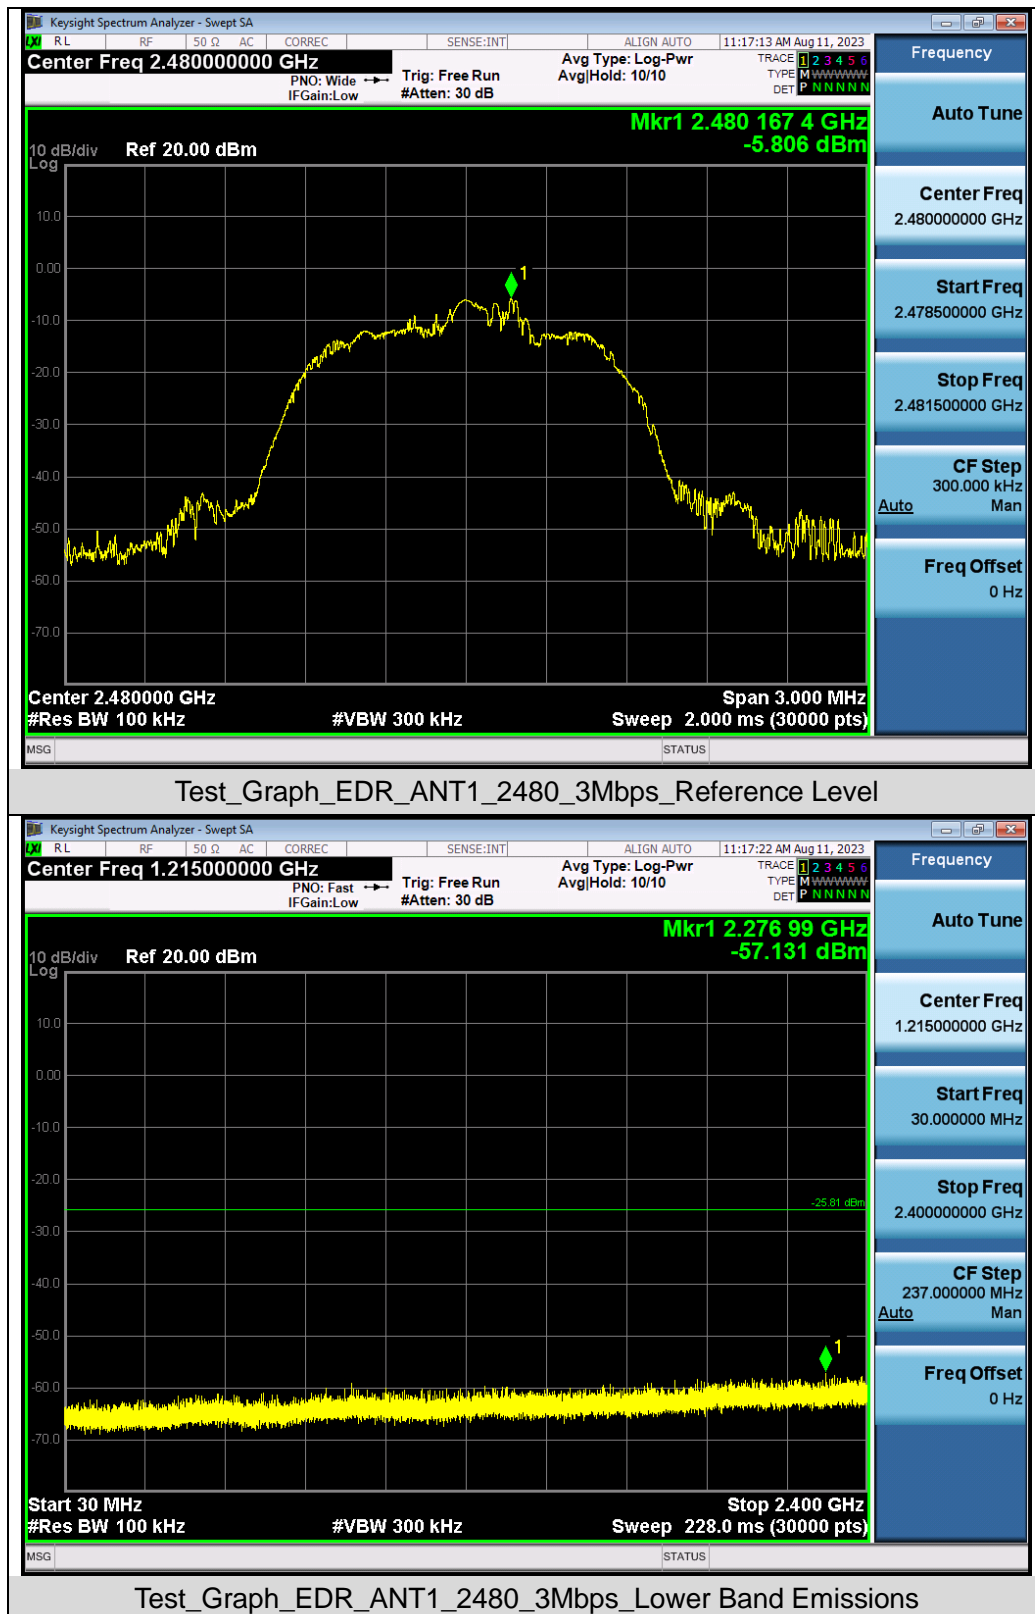 Keysight Spectrum Analyzer - Swept SA
LXI RL RF 50 Ω AC CORREC SENSE:INT ALIGN AUTO 11:17:13 AM Aug 11, 2023
Center Freq 2.480000000 GHz
PNO: Wide
IFGain:Low
Trig: Free Run
#Atten: 30 dB
Avg Type: Log-Pwr
Avg|Hold: 10/10
TRACE 1 2 3 4 5 6
TYPE M WWWWW
DET P N N N N N
Frequency
Auto Tune
Center Freq
2.480000000 GHz
Start Freq
2.478500000 GHz
Stop Freq
2.481500000 GHz
CF Step
300.000 kHz
Auto Man
Freq Offset
0 Hz
Mkr1 2.480 167 4 GHz
-5.806 dBm
10 dB/div Ref 20.00 dBm
Log
10.0
0.00
1
-10.0
-20.0
-30.0
-40.0
-50.0
-60.0
-70.0
Center 2.480000 GHz Span 3.000 MHz
#Res BW 100 kHz #VBW 300 kHz Sweep 2.000 ms (30000 pts)
MSG STATUS
Test_Graph_EDR_ANT1_2480_3Mbps_Reference Level
Keysight Spectrum Analyzer - Swept SA
LXI RL RF 50 Ω AC CORREC SENSE:INT ALIGN AUTO 11:17:22 AM Aug 11, 2023
Center Freq 1.215000000 GHz
PNO: Fast
IFGain:Low
Trig: Free Run
#Atten: 30 dB
Avg Type: Log-Pwr
Avg|Hold: 10/10
TRACE 1 2 3 4 5 6
TYPE M WWWWW
DET P N N N N N
Frequency
Auto Tune
Center Freq
1.215000000 GHz
Start Freq
30.000000 MHz
Stop Freq
2.400000000 GHz
CF Step
237.000000 MHz
Auto Man
Freq Offset
0 Hz
Mkr1 2.276 99 GHz
-57.131 dBm
10 dB/div Ref 20.00 dBm
Log
10.0
0.00
-10.0
-20.0
-25.81 dBm
-30.0
-40.0
-50.0
1
-60.0
-70.0
Start 30 MHz Stop 2.400 GHz
#Res BW 100 kHz #VBW 300 kHz Sweep 228.0 ms (30000 pts)
MSG STATUS
Test_Graph_EDR_ANT1_2480_3Mbps_Lower Band Emissions